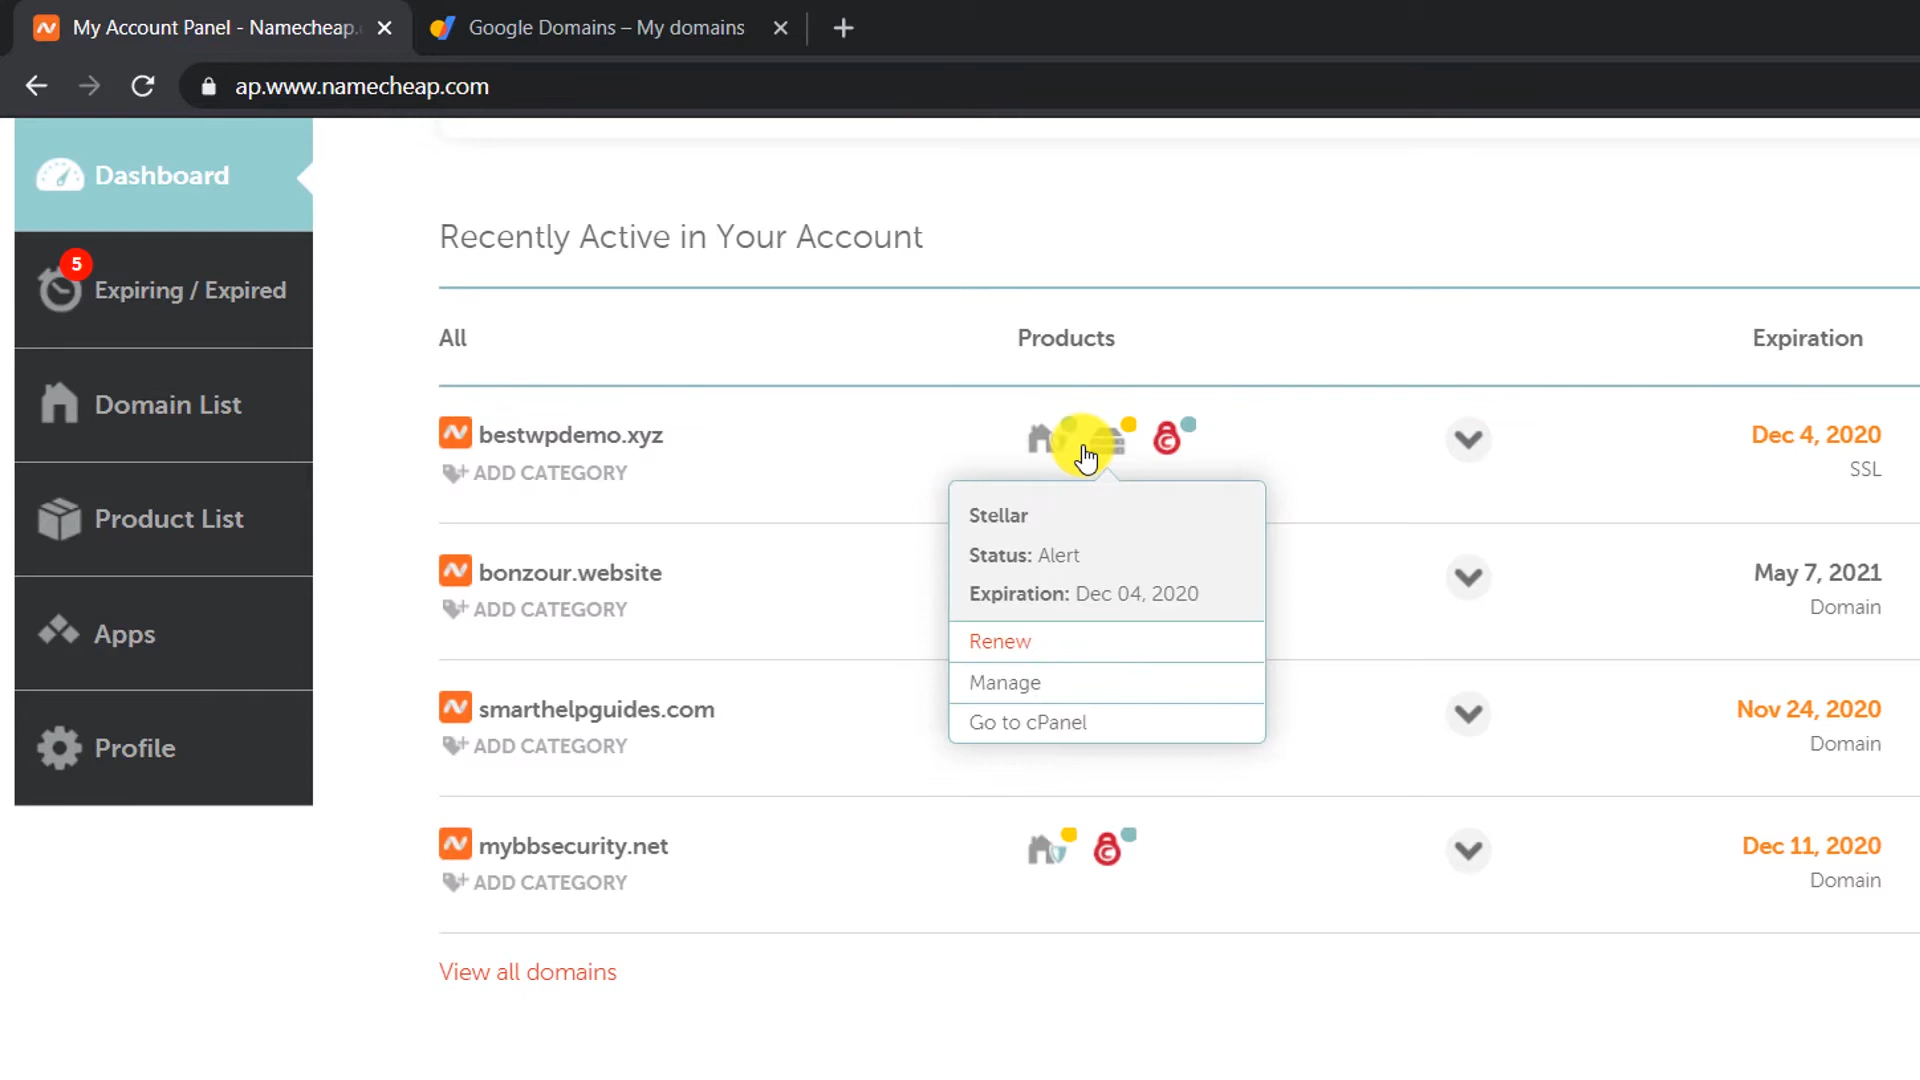 My Account Panel - Namecheap.
Google Domains – My domains
ap.www.namecheap.com
Dashboard
5
Expiring / Expired
Domain List
Product List
Apps
Profile
Recently Active in Your Account
All Products Expiration
bestwpdemo.xyz Dec 4, 2020
ADD CATEGORY SSL
Stellar
Status: Alert
Expiration: Dec 04, 2020
Renew
Manage
Go to cPanel
bonzour.website May 7, 2021
ADD CATEGORY Domain
smarthelpguides.com Nov 24, 2020
ADD CATEGORY Domain
mybbsecurity.net Dec 11, 2020
ADD CATEGORY Domain
View all domains